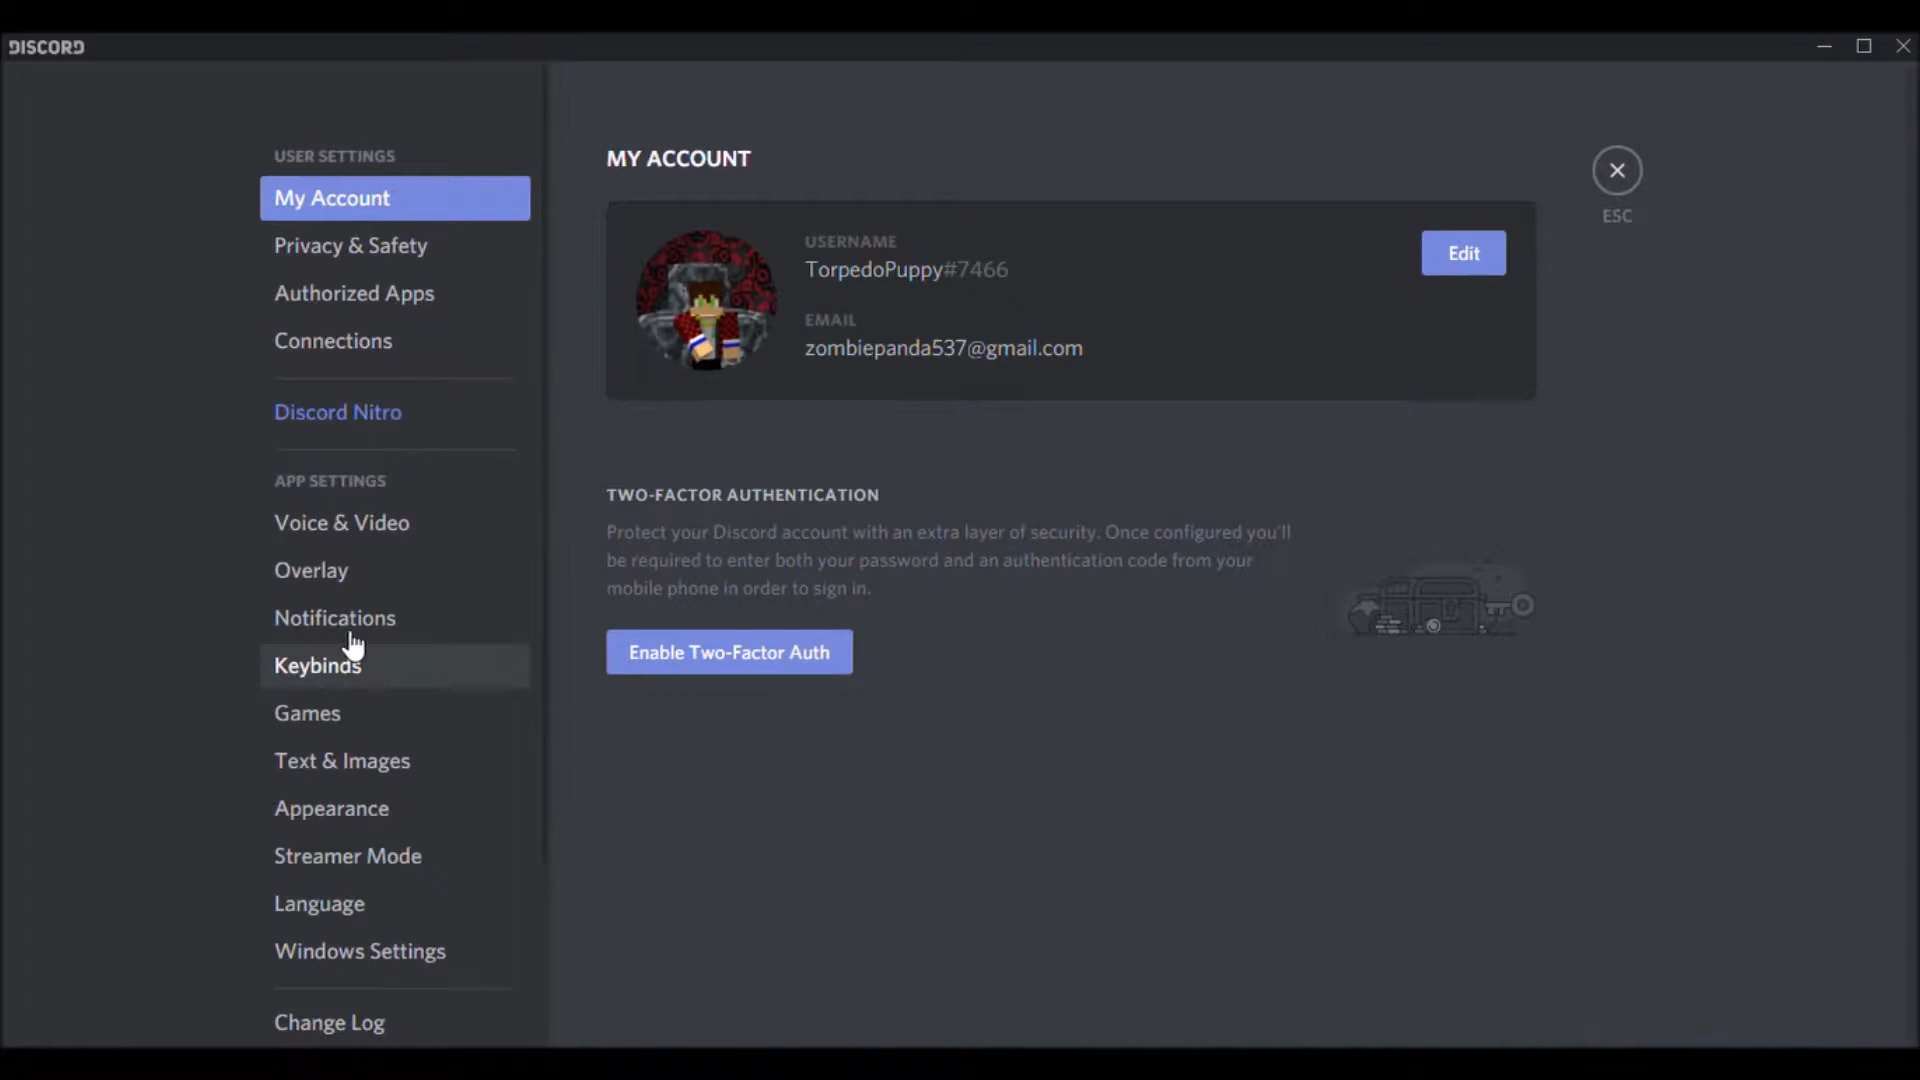 DISCORD
USER SETTINGS
My Account
Privacy & Safety
Authorized Apps
Connections
Discord Nitro
APP SETTINGS
Voice & Video
Overlay
Notifications
Keybinds
Games
Text & Images
Appearance
Streamer Mode
Language
Windows Settings
Change Log
MY ACCOUNT
USERNAME
TorpedoPuppy#7466
EMAIL
zombiepanda537@gmail.com
Edit
ESC
TWO-FACTOR AUTHENTICATION
Protect your Discord account with an extra layer of security. Once configured you'll
be required to enter both your password and an authentication code from your
mobile phone in order to sign in.
Enable Two-Factor Auth